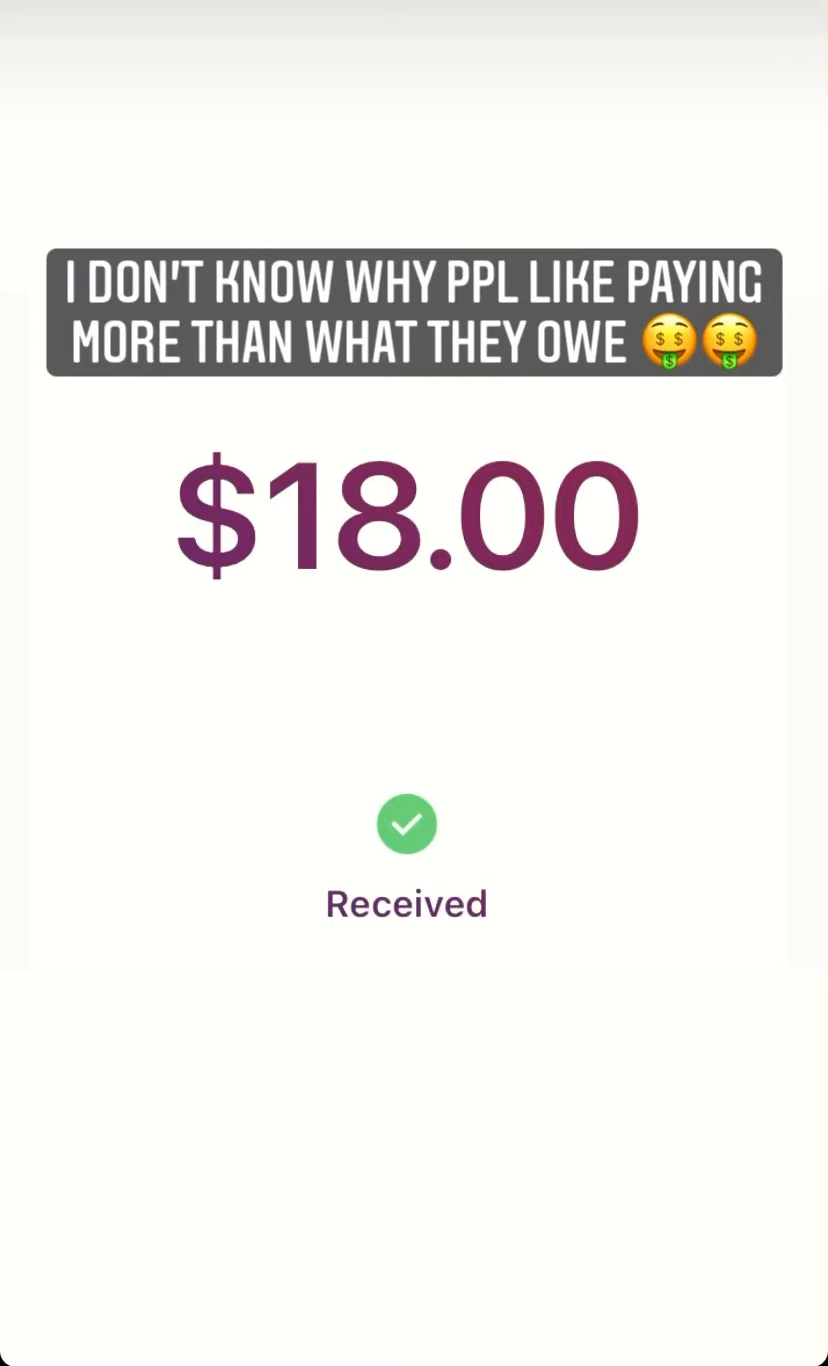 I DON'T KNOW WHY PPL LIKE PAYING
MORE THAN WHAT THEY OWE 🤑🤑
$18.00
Received